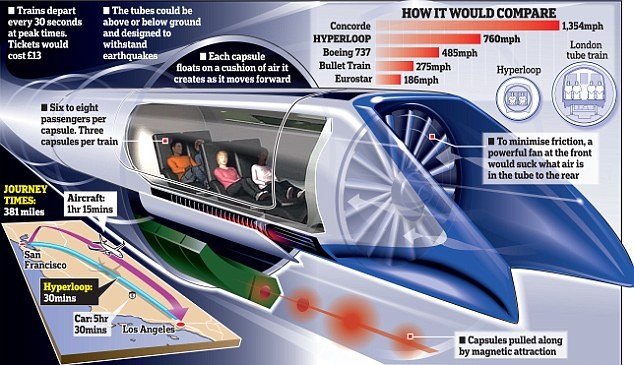 ■ Trains depart
every 30 seconds
at peak times.
Tickets would
cost £13
■ The tubes could be
above or below ground
and designed to
withstand
earthquakes
■ Each capsule
floats on a cushion of air it
creates as it moves forward
HOW IT WOULD COMPARE
Concorde 1,354mph
HYPERLOOP 760mph
Boeing 737 485mph
Bullet Train 275mph
Eurostar 186mph
Hyperloop
London
tube train
■ Six to eight
passengers per
capsule. Three
capsules per train
■ To minimise friction, a
powerful fan at the front
would suck what air is
in the tube to the rear
JOURNEY
TIMES:
381 miles
Aircraft:
1hr 15mins
San
Francisco
Hyperloop:
30mins
Car: 5hr
30mins
Los Angeles
■ Capsules pulled along
by magnetic attraction